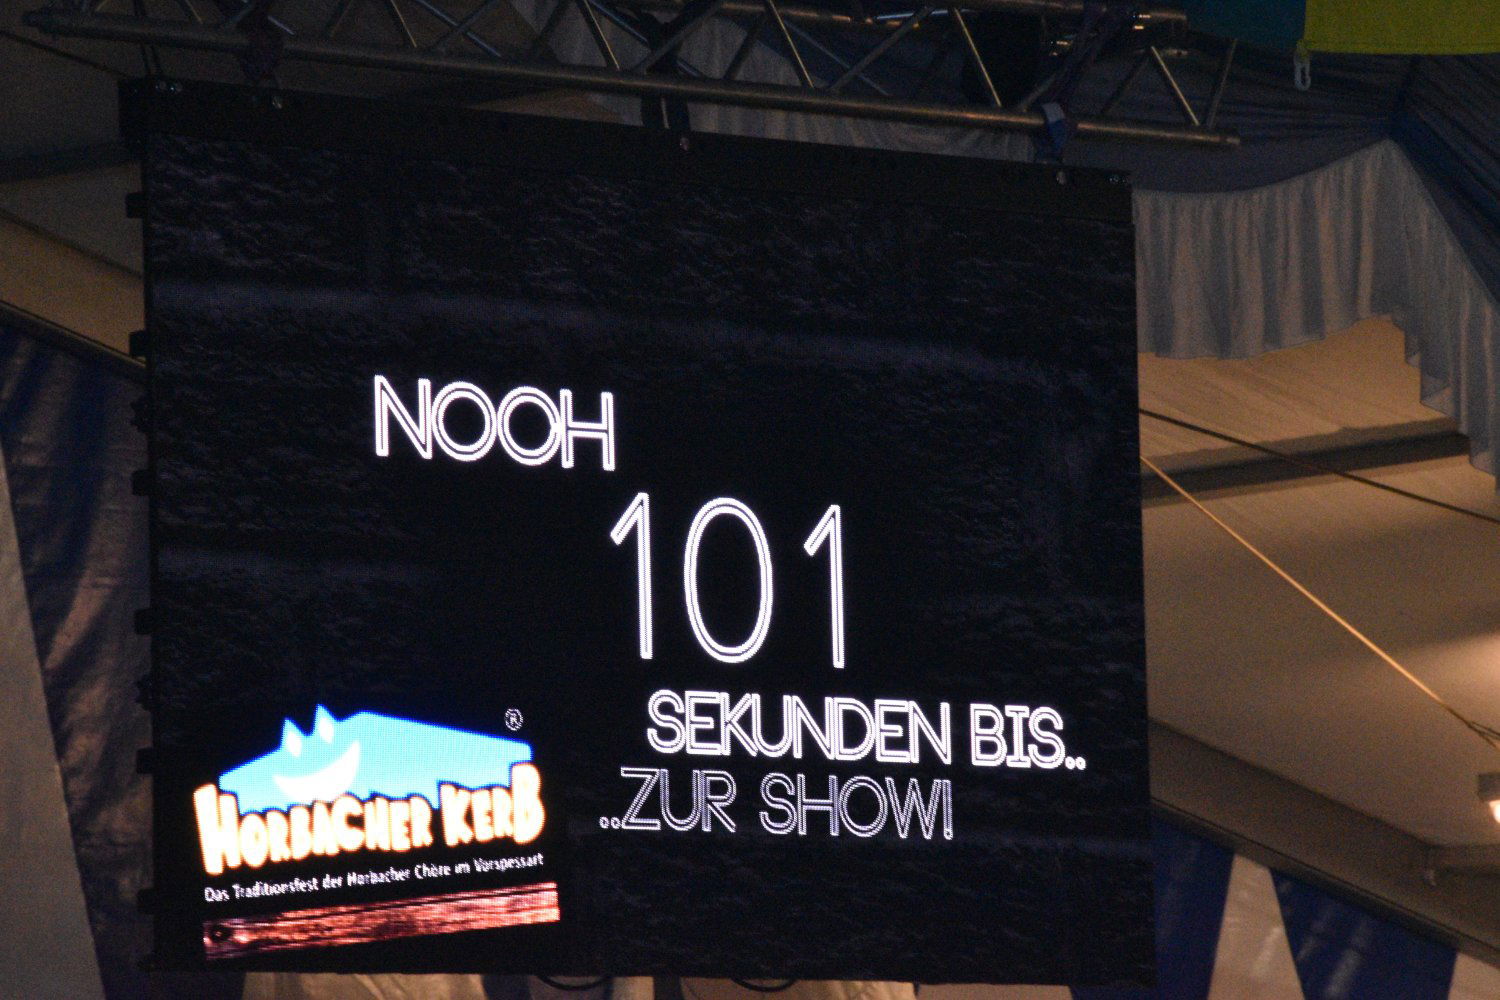 NOOH
101
SEKUNDEN BIS..
..ZUR SHOW!
®
HORBACHER KERB
Das Traditionsfest der Horbacher Chöre im Vorspessart